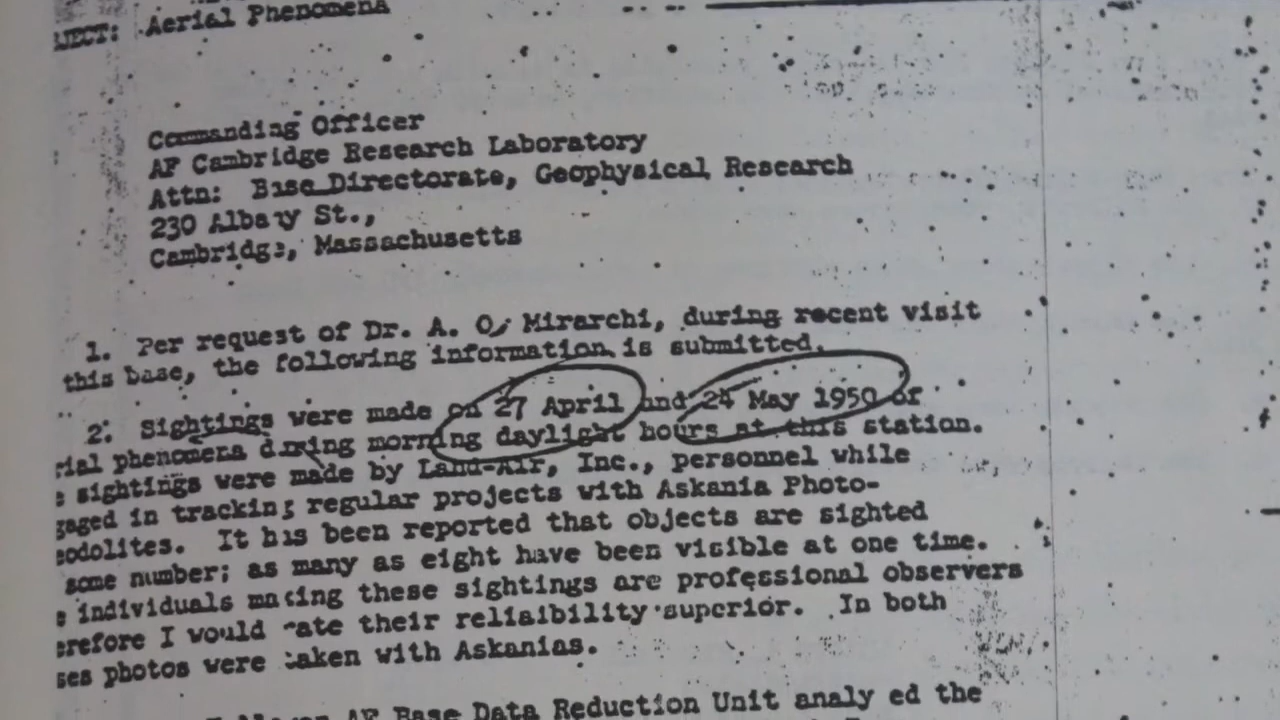 JECT: Aerial Phenomena
Commanding Officer
AF Cambridge Research Laboratory
Attn: Base Directorate, Geophysical Research
230 Albany St.,
Cambridge, Massachusetts
1. Per request of Dr. A. O. Mirarchi, during recent visit
this base, the following information is submitted.
2. Sightings were made on 27 April and 24 May 1950 of
rial phenomena during morning daylight hours at this station.
e sightings were made by Land-Air, Inc., personnel while
gaged in tracking regular projects with Askania Photo-
eodolites. It has been reported that objects are sighted
some number; as many as eight have been visible at one time.
e individuals making these sightings are professional observers
erefore I would rate their reliaibility superior. In both
ses photos were taken with Askanias.
AF Base Data Reduction Unit analy ed the